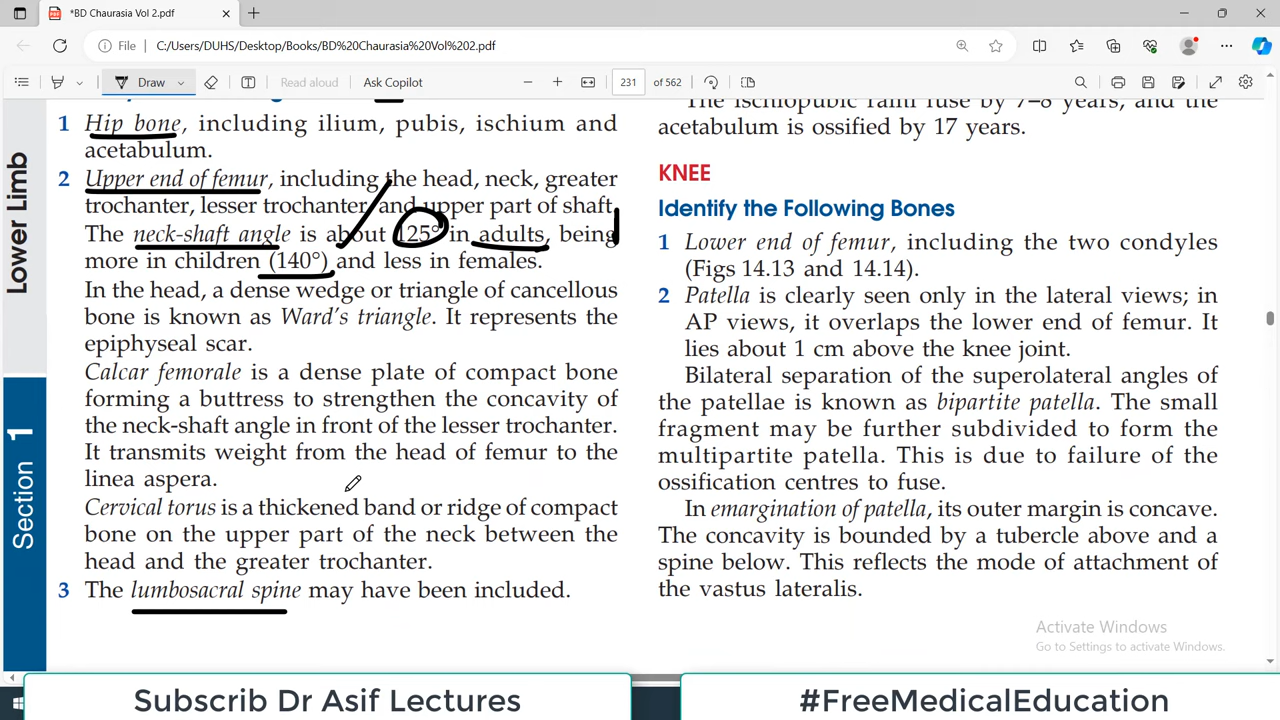 *BD Chaurasia Vol 2.pdf
File
C:/Users/DUHS/Desktop/Books/BD%20Chaurasia%20Vol%202.pdf
Draw
Read aloud
Ask Copilot
231
of 562
Lower Limb
Section 1
1 Hip bone, including ilium, pubis, ischium and
acetabulum.
2 Upper end of femur, including the head, neck, greater
trochanter, lesser trochanter, and upper part of shaft.
The neck-shaft angle is about 125° in adults, being
more in children (140°) and less in females.
In the head, a dense wedge or triangle of cancellous
bone is known as Ward's triangle. It represents the
epiphyseal scar.
Calcar femorale is a dense plate of compact bone
forming a buttress to strengthen the concavity of
the neck-shaft angle in front of the lesser trochanter.
It transmits weight from the head of femur to the
linea aspera.
Cervical torus is a thickened band or ridge of compact
bone on the upper part of the neck between the
head and the greater trochanter.
3 The lumbosacral spine may have been included.
The ischiopubic rami fuse by 7–8 years, and the
acetabulum is ossified by 17 years.
KNEE
Identify the Following Bones
1 Lower end of femur, including the two condyles
(Figs 14.13 and 14.14).
2 Patella is clearly seen only in the lateral views; in
AP views, it overlaps the lower end of femur. It
lies about 1 cm above the knee joint.
Bilateral separation of the superolateral angles of
the patellae is known as bipartite patella. The small
fragment may be further subdivided to form the
multipartite patella. This is due to failure of the
ossification centres to fuse.
In emargination of patella, its outer margin is concave.
The concavity is bounded by a tubercle above and a
spine below. This reflects the mode of attachment of
the vastus lateralis.
Activate Windows
Go to Settings to activate Windows.
Subscrib Dr Asif Lectures
#FreeMedicalEducation